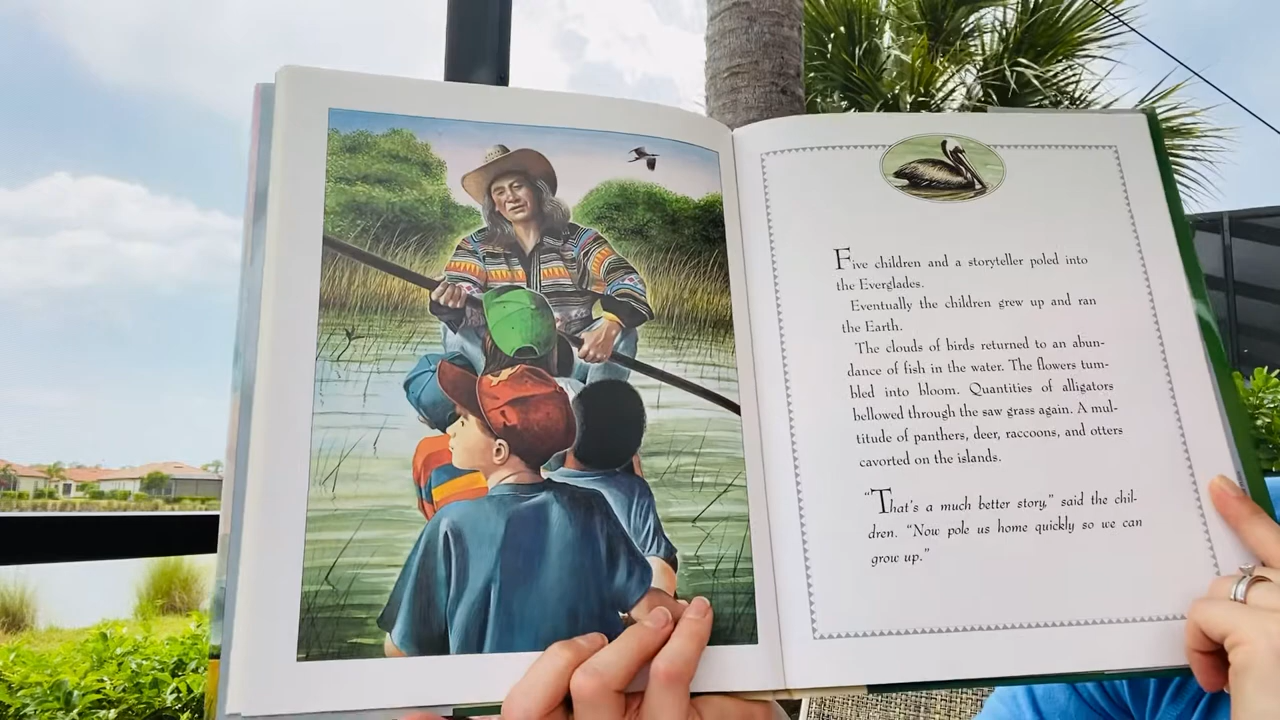 Five children and a storyteller poled into
the Everglades.
Eventually the children grew up and ran
the Earth.
The clouds of birds returned to an abun-
dance of fish in the water. The flowers tum-
bled into bloom. Quantities of alligators
bellowed through the saw grass again. A mul-
titude of panthers, deer, raccoons, and otters
cavorted on the islands.
"That's a much better story," said the chil-
dren. "Now pole us home quickly so we can
grow up."